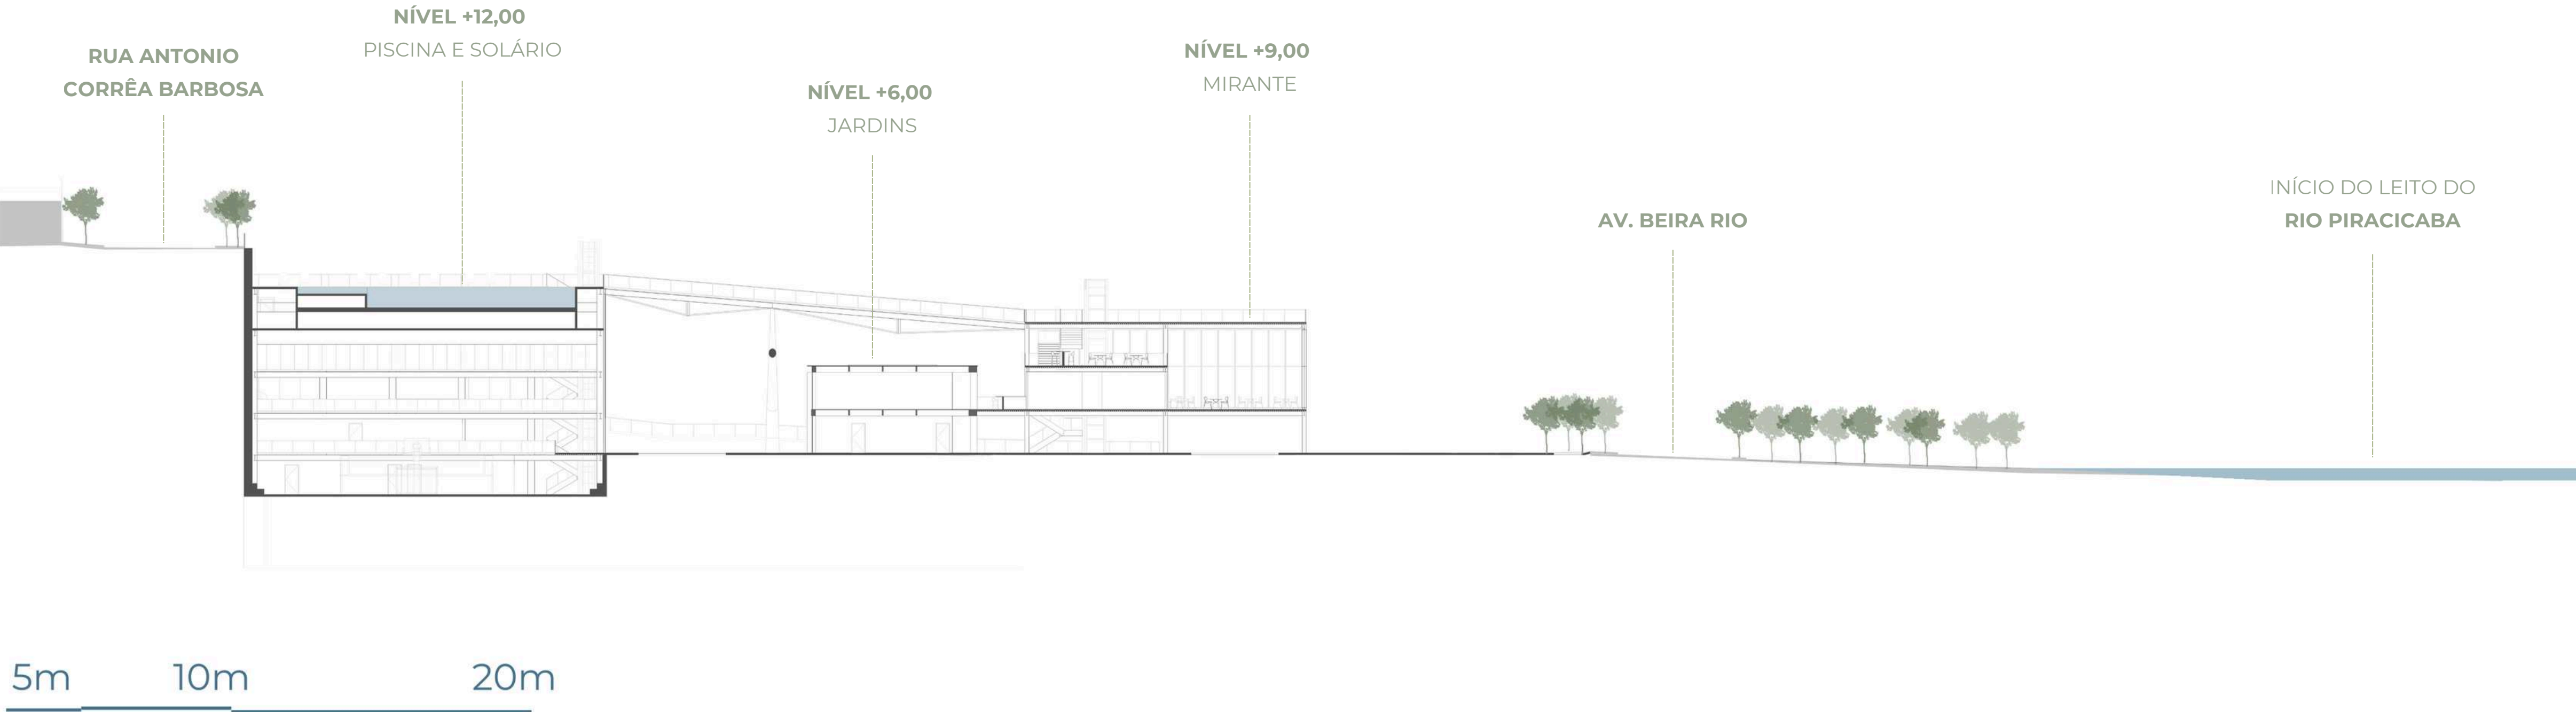 RUA ANTONIO
CORRÊA BARBOSA
NÍVEL +12,00
PISCINA E SOLÁRIO
NÍVEL +6,00
JARDINS
NÍVEL +9,00
MIRANTE
AV. BEIRA RIO
INÍCIO DO LEITO DO
RIO PIRACICABA
5m 10m 20m